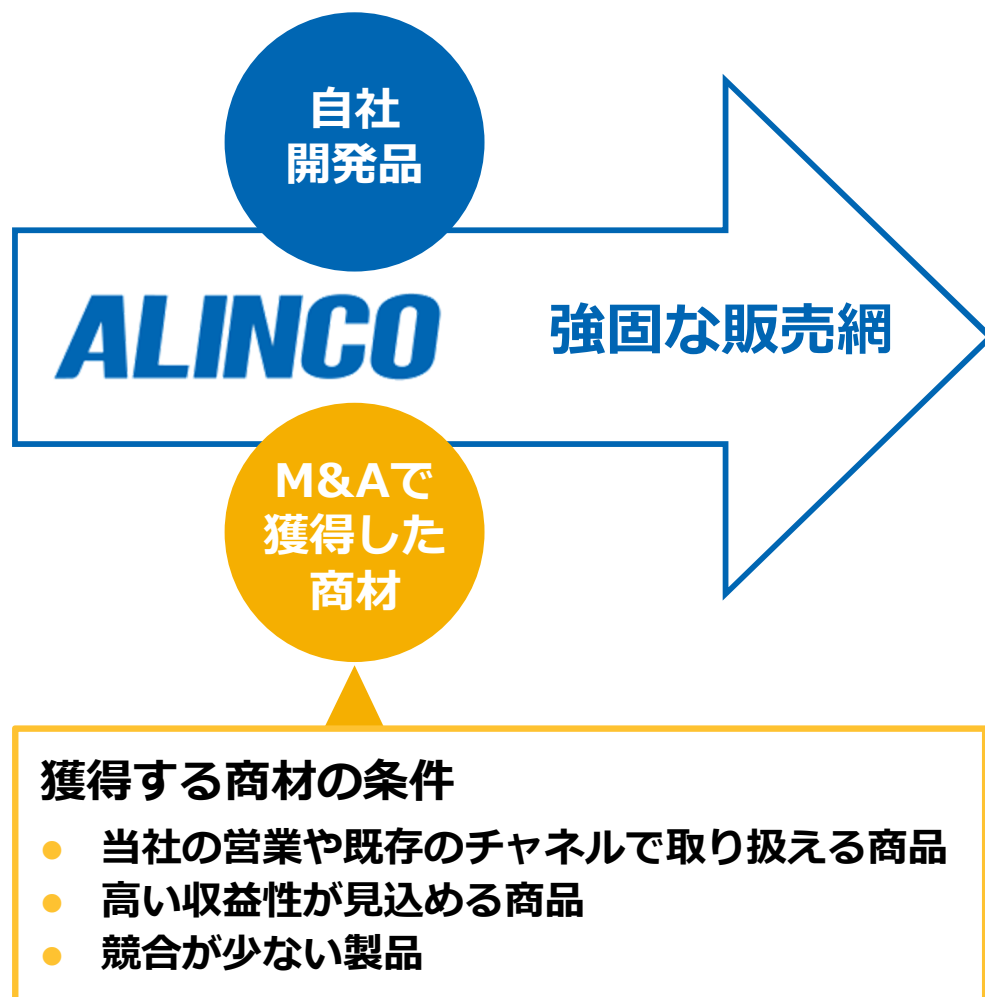 自社
開発品
ALINCO
強固な販売網
M&Aで
獲得した
商材
獲得する商材の条件
● 当社の営業や既存のチャネルで取り扱える商品
● 高い収益性が見込める商品
● 競合が少ない製品